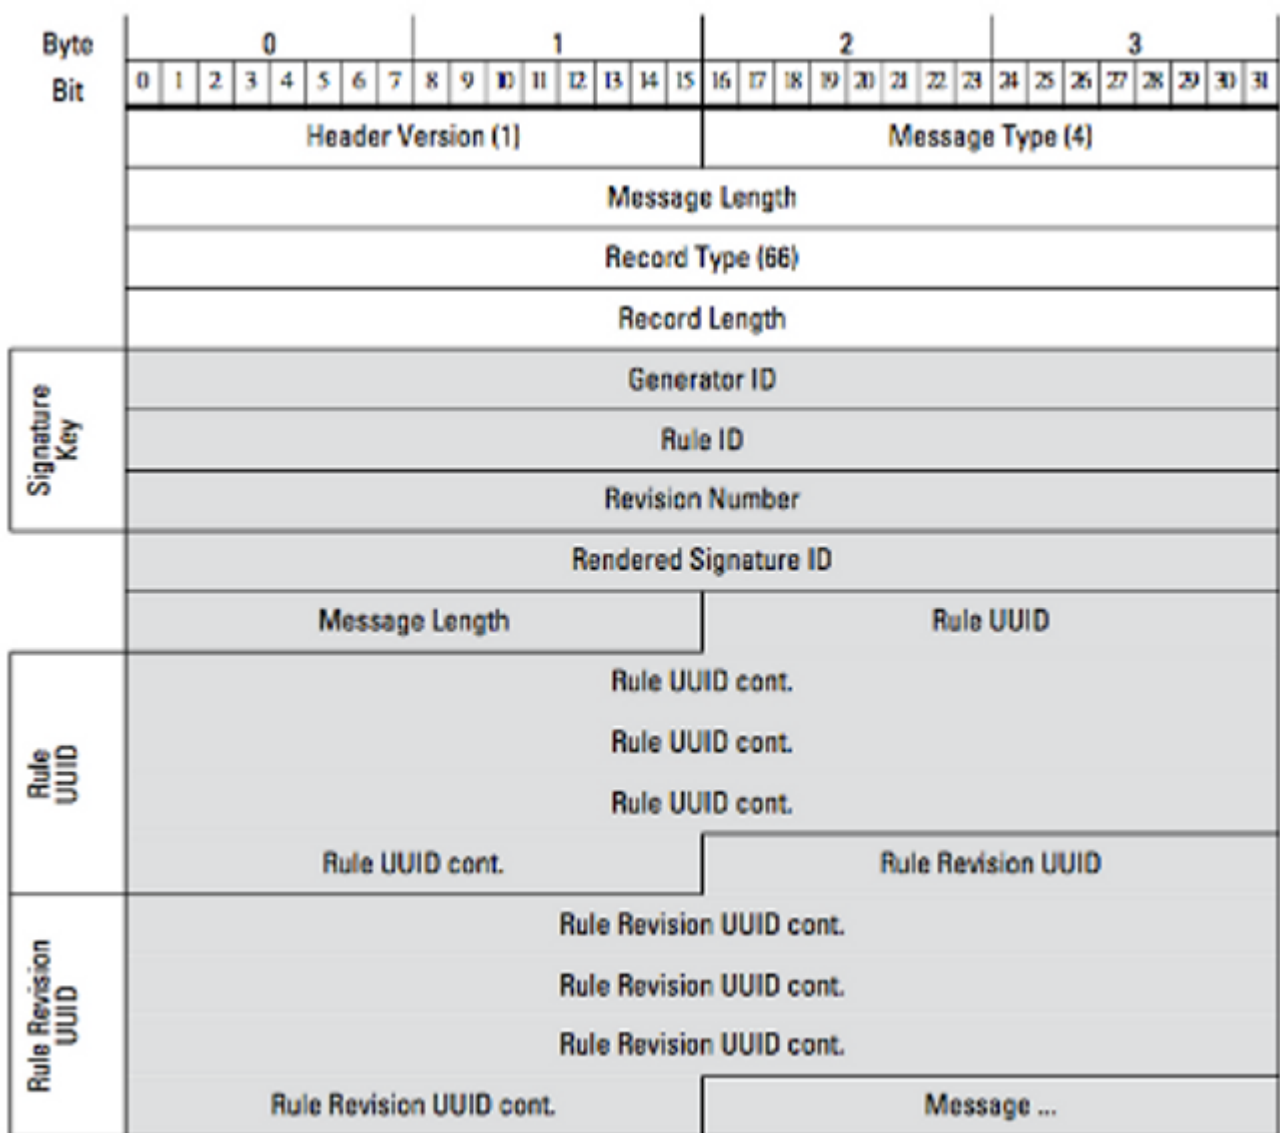 Byte 0 1 2 3
Bit 0 1 2 3 4 5 6 7 8 9 10 11 12 13 14 15 16 17 18 19 20 21 22 23 24 25 26 27 28 29 30 31
Header Version (1) Message Type (4)
Message Length
Record Type (66)
Record Length
Signature
Key
Generator ID
Rule ID
Revision Number
Rendered Signature ID
Message Length Rule UUID
Rule
UUID
Rule UUID cont.
Rule UUID cont.
Rule UUID cont.
Rule UUID cont. Rule Revision UUID
Rule Revision
UUID
Rule Revision UUID cont.
Rule Revision UUID cont.
Rule Revision UUID cont.
Rule Revision UUID cont. Message ...